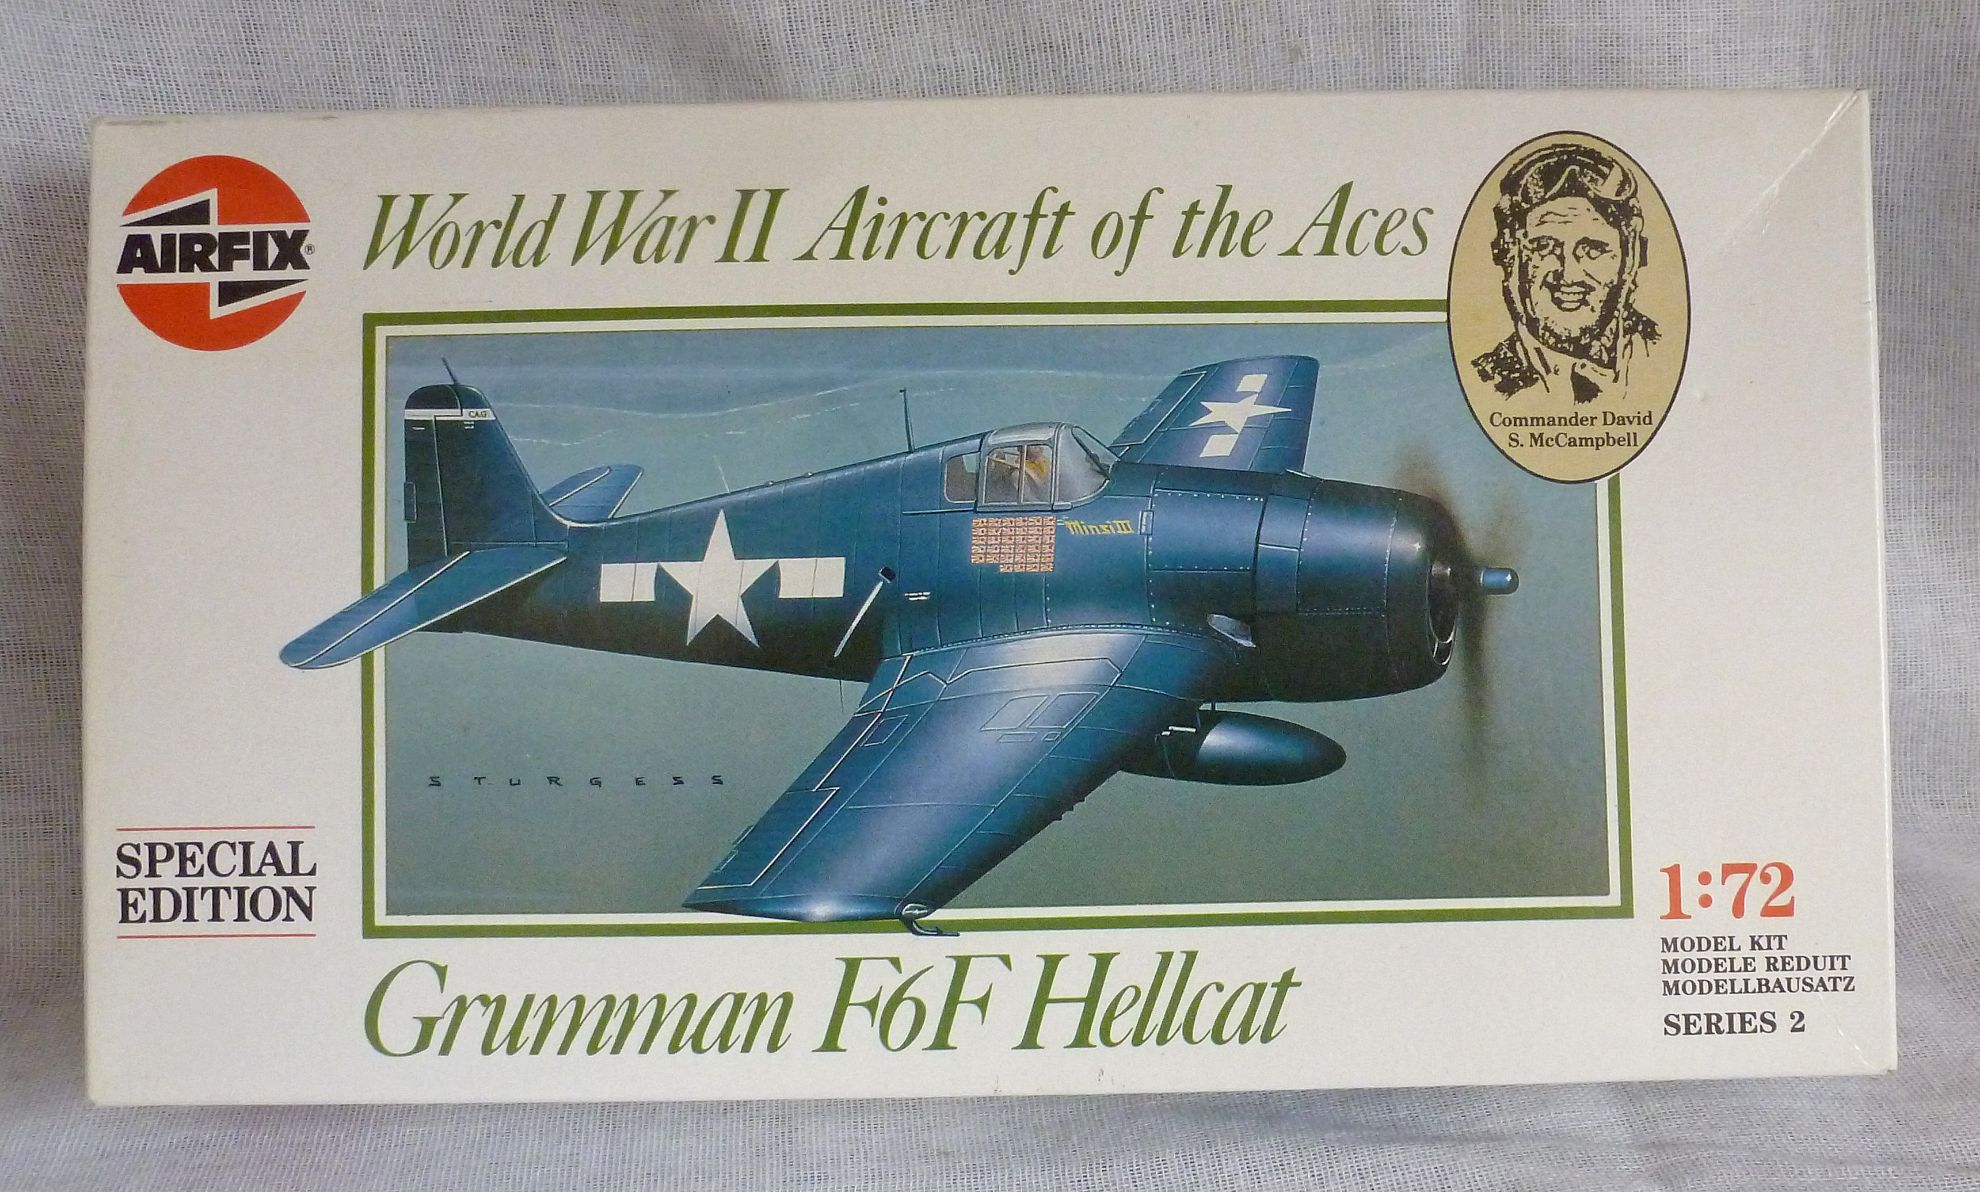 AIRFIX®
World War II Aircraft of the Aces
Commander David
S. McCampbell
CAG
Minsi III
STURGESS
SPECIAL
EDITION
1:72
MODEL KIT
MODELE REDUIT
MODELLBAUSATZ
SERIES 2
Grumman F6F Hellcat